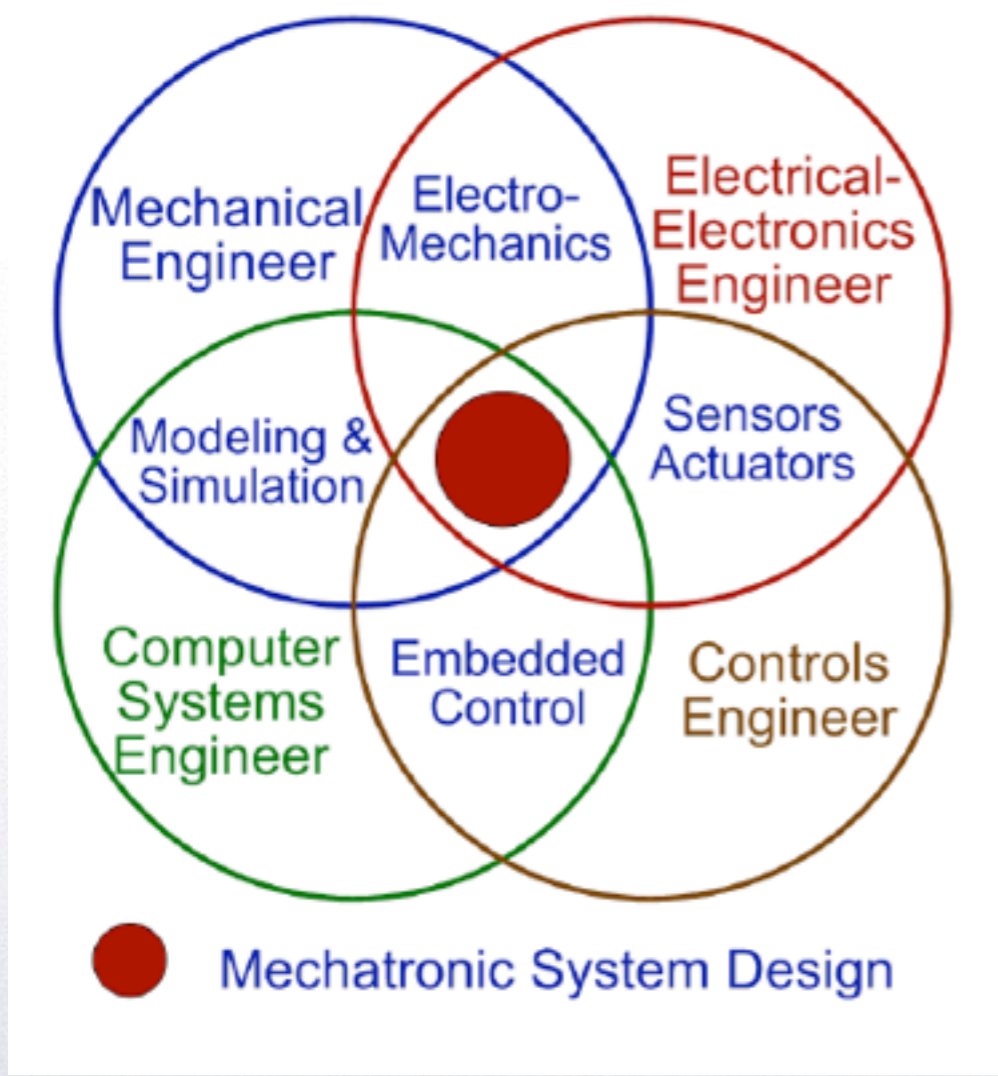 Mechanical
Engineer
Electro-
Mechanics
Electrical-
Electronics
Engineer
Modeling &
Simulation
Sensors
Actuators
Computer
Systems
Engineer
Embedded
Control
Controls
Engineer
Mechatronic System Design